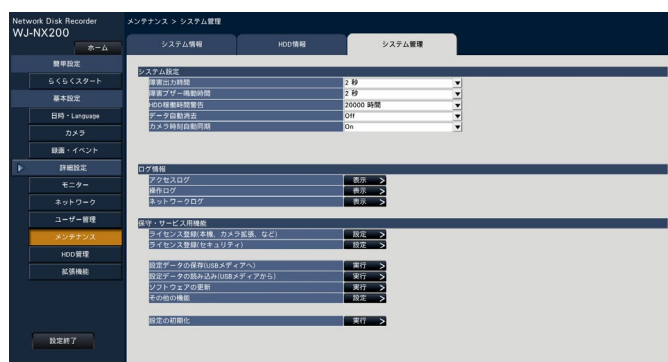 Network Disk Recorder
WJ-NX200
ホーム
簡単設定
らくらくスタート
基本設定
日時・Language
カメラ
録画・イベント
詳細設定
モニター
ネットワーク
ユーザー管理
メンテナンス
HDD管理
拡張機能
設定終了
メンテナンス > システム管理
システム情報 HDD情報 システム管理
システム設定
障害出力時間 2 秒
障害ブザー鳴動時間 2 秒
HDD稼働時間警告 20000 時間
データ自動消去 Off
カメラ時刻自動同期 On
ログ情報
アクセスログ 表示 >
操作ログ 表示 >
ネットワークログ 表示 >
保守・サービス用機能
ライセンス登録(本機、カメラ拡張、など) 設定 >
ライセンス登録(セキュリティ) 設定 >
設定データの保存(USBメディアへ) 実行 >
設定データの読み込み(USBメディアから) 実行 >
ソフトウェアの更新 実行 >
その他の機能 設定 >
設定の初期化 実行 >